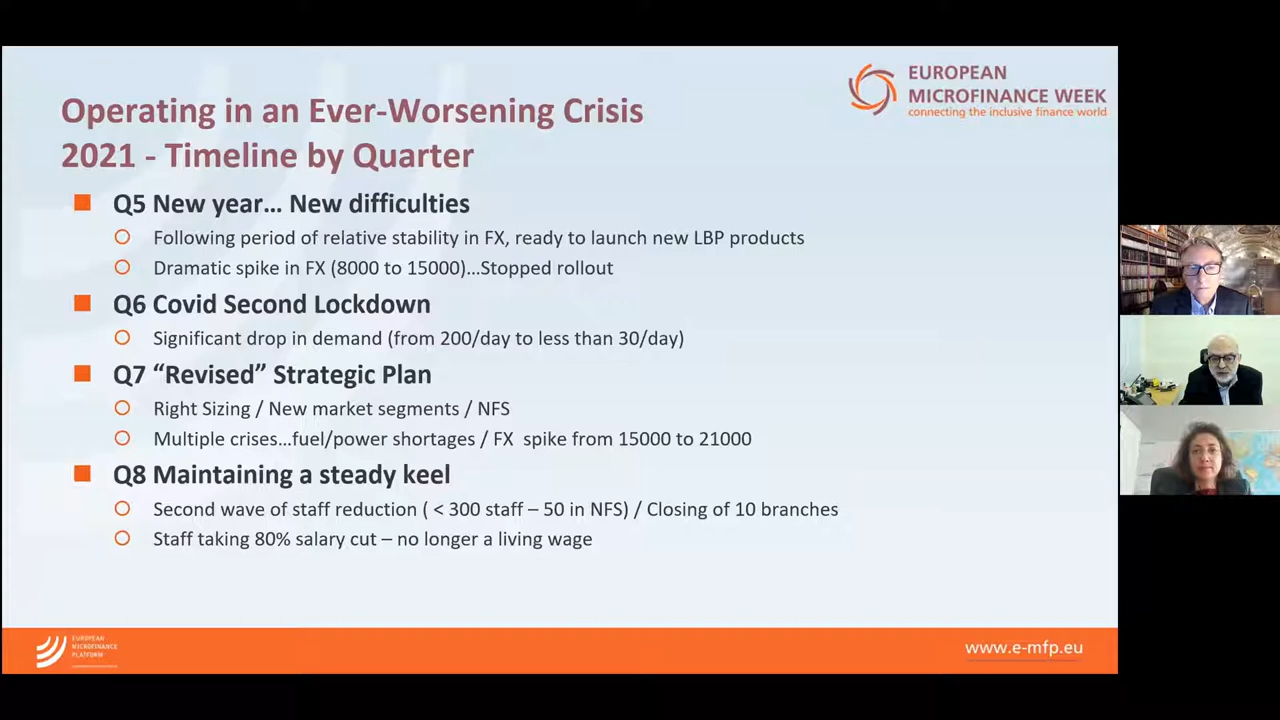 EUROPEAN
MICROFINANCE WEEK
connecting the inclusive finance world
Operating in an Ever-Worsening Crisis
2021 - Timeline by Quarter
Q5 New year… New difficulties
Following period of relative stability in FX, ready to launch new LBP products
Dramatic spike in FX (8000 to 15000)…Stopped rollout
Q6 Covid Second Lockdown
Significant drop in demand (from 200/day to less than 30/day)
Q7 “Revised” Strategic Plan
Right Sizing / New market segments / NFS
Multiple crises…fuel/power shortages / FX  spike from 15000 to 21000
Q8 Maintaining a steady keel
Second wave of staff reduction ( < 300 staff – 50 in NFS) / Closing of 10 branches
Staff taking 80% salary cut – no longer a living wage
EUROPEAN
MICROFINANCE
PLATFORM
www.e-mfp.eu